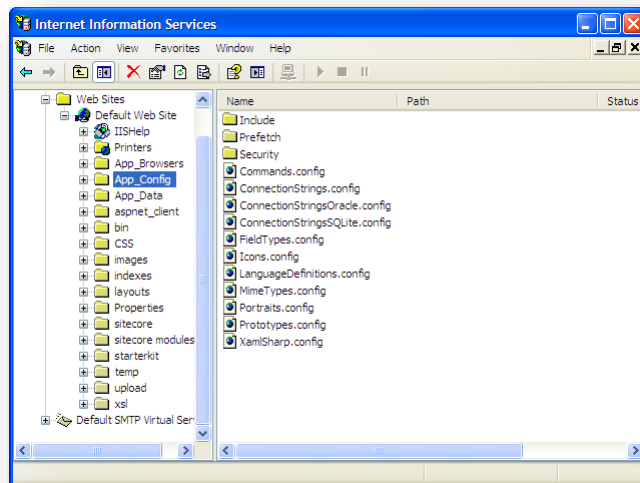 Internet Information Services
File Action View Favorites Window Help
Web Sites
Default Web Site
IISHelp
Printers
App_Browsers
App_Config
App_Data
aspnet_client
bin
CSS
images
indexes
layouts
Properties
sitecore
sitecore modules
starterkit
temp
upload
xsl
Default SMTP Virtual Ser
Name Path Status
Include
Prefetch
Security
Commands.config
ConnectionStrings.config
ConnectionStringsOracle.config
ConnectionStringsSQLite.config
FieldTypes.config
Icons.config
LanguageDefinitions.config
MimeTypes.config
Portraits.config
Prototypes.config
XamlSharp.config